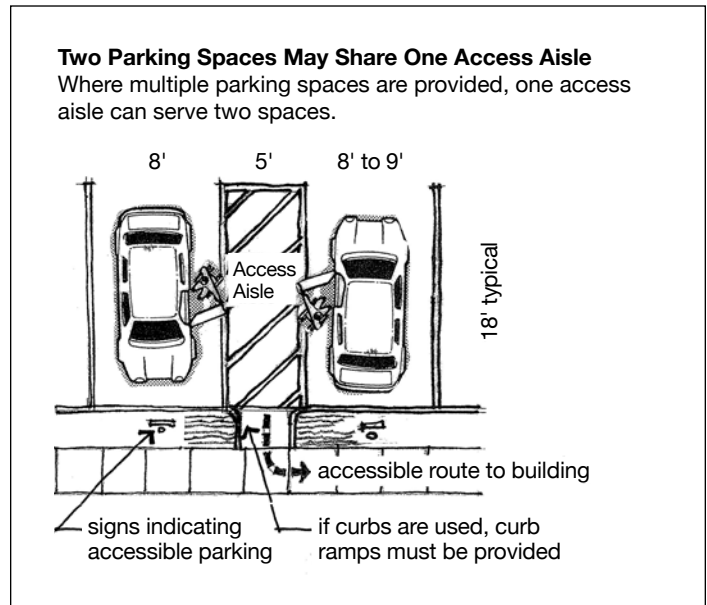 Two Parking Spaces May Share One Access Aisle
Where multiple parking spaces are provided, one access
aisle can serve two spaces.
8'
5'
8' to 9'
Access
Aisle
18' typical
accessible route to building
signs indicating
accessible parking
if curbs are used, curb
ramps must be provided